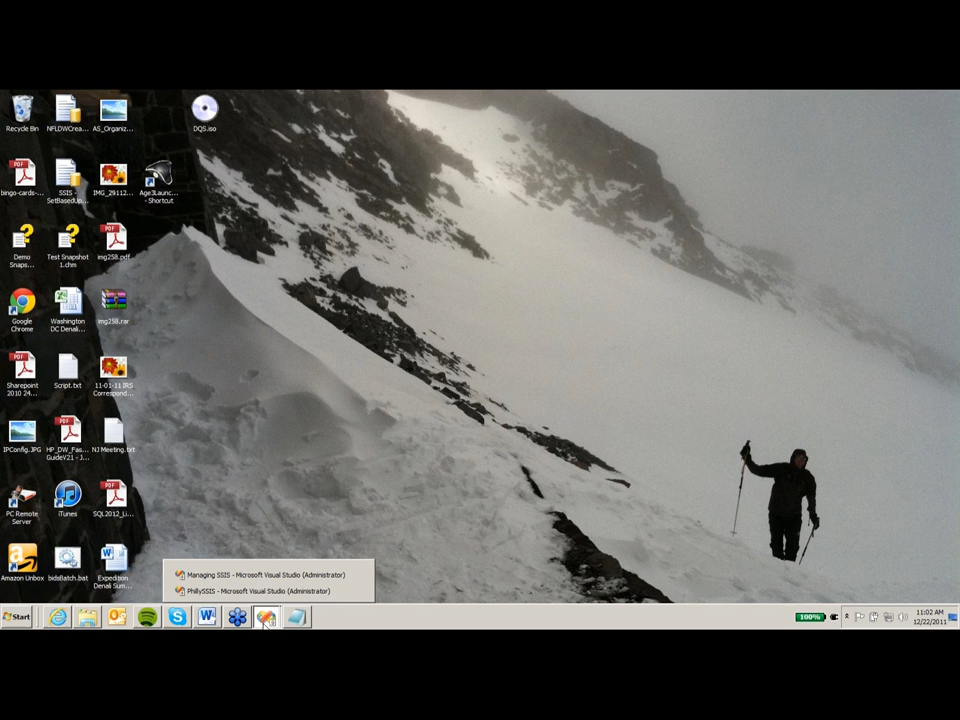 Recycle Bin
NFLDWCrea...
AS_Organiz...
DQS.iso
bingo-cards-...
SSIS -
SetBasedUp...
IMG_29112...
Age3Launc...
- Shortcut
Demo
Snaps...
Test Snapshot
1.chm
img258.pdf
Google
Chrome
Washington
DC Denali...
img258.rar
Sharepoint
2010 24...
Script.txt
11-01-11 IRS
Correspond...
IPConfig.JPG
HP_DW_Fas...
GuideV21 - J...
NJ Meeting.txt
PC Remote
Server
iTunes
SQL2012_Li...
Amazon Unbox
bidsBatch.bat
Expedition
Denali Sum...
Managing SSIS - Microsoft Visual Studio (Administrator)
PhillySSIS - Microsoft Visual Studio (Administrator)
Start
100%
11:02 AM
12/22/2011